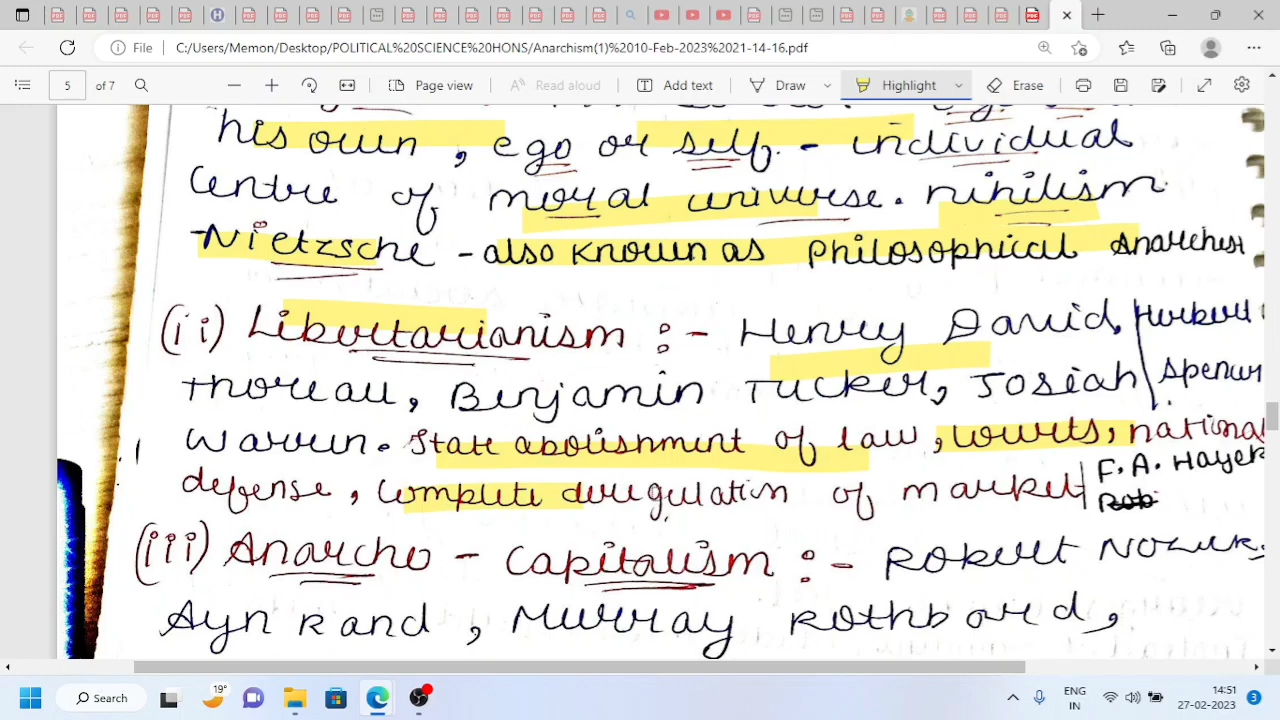 File
C:/Users/Memon/Desktop/POLITICAL%20SCIENCE%20HONS/Anarchism(1)%2010-Feb-2023%2021-14-16.pdf
5 of 7
Page view
Read aloud
Add text
Draw
Highlight
Erase
his own, ego or self. - individual
centre of moral universe. nihilism
-Nietzsche - also known as Philosophical Anarchist
(ii) Libertarianism :- Henry David Herbert
Thoreau, Benjamin Tucker, Josiah Spencer
Warren. State abolishment of law, courts, national
defense, complete deregulation of market F. A. Hayek
(iii) Anarcho - Capitalism :- Robert Nozick.
Ayn Rand, Murray Rothbard,
19°
Search
ENG
IN
14:51
27-02-2023
3